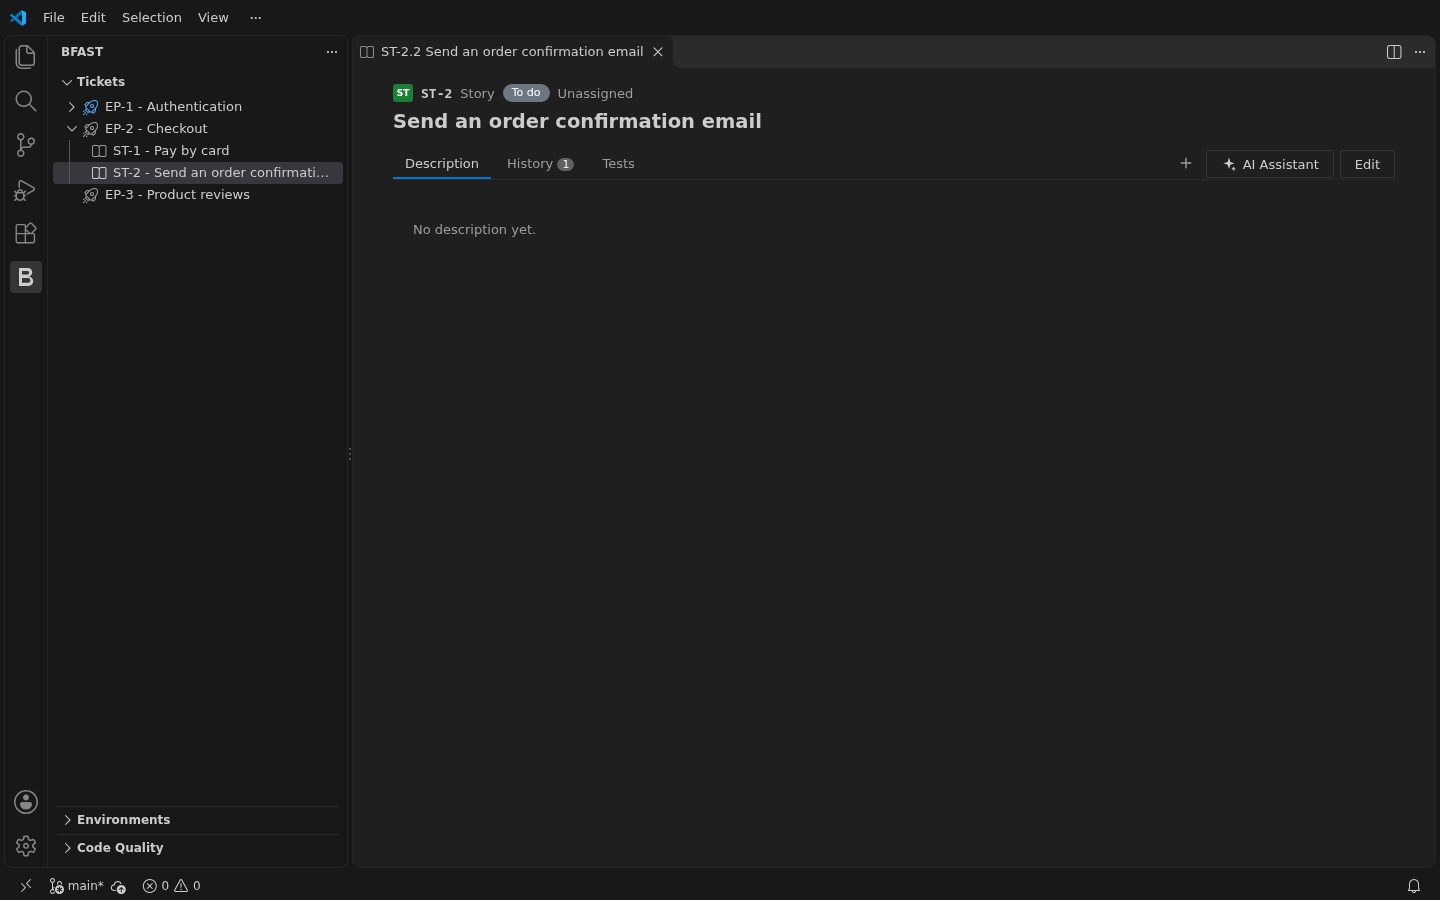 File Edit Selection View ...
BFAST
ST-2.2 Send an order confirmation email
Tickets
EP-1 - Authentication
EP-2 - Checkout
ST-1 - Pay by card
ST-2 - Send an order confirmati...
EP-3 - Product reviews
ST ST-2 Story To do Unassigned
Send an order confirmation email
Description History 1 Tests + AI Assistant Edit
No description yet.
B
Environments
Code Quality
main* 0 0